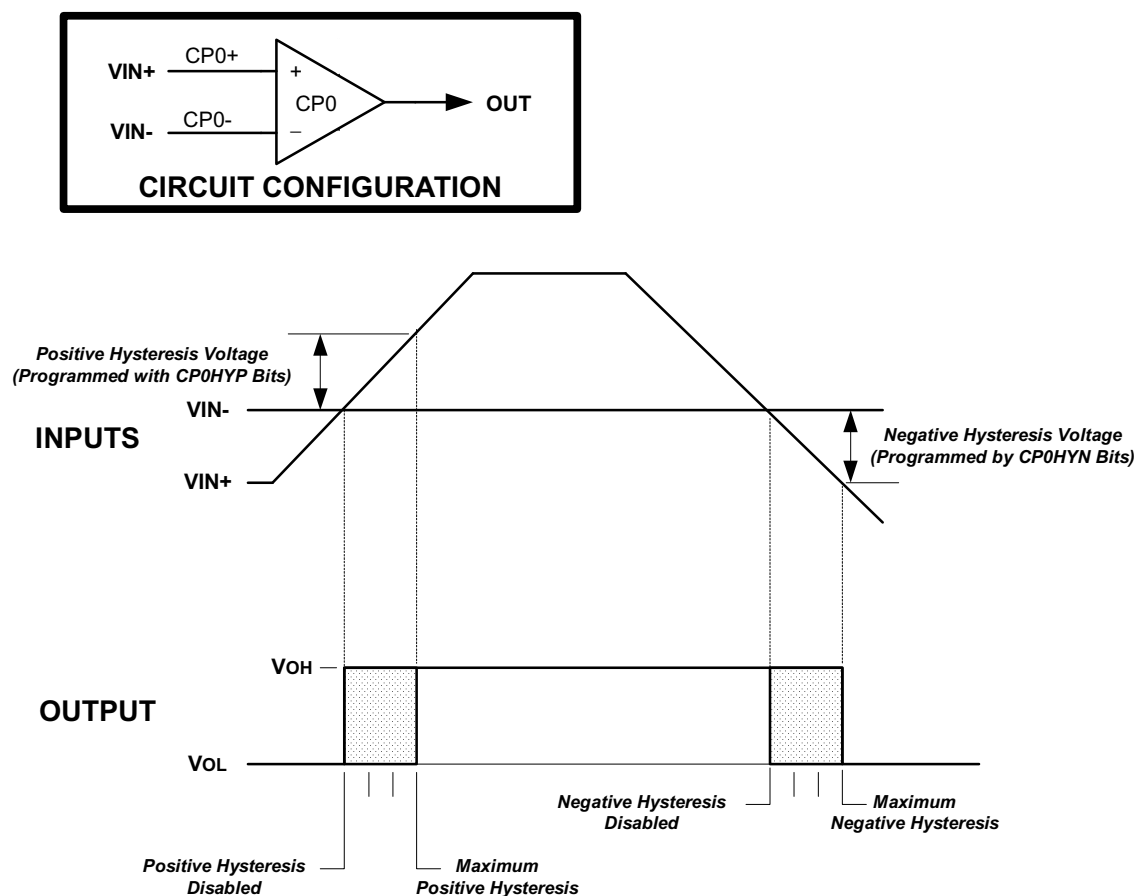 CP0+
VIN+
+
CP0
OUT
VIN-
CP0-
−
CIRCUIT CONFIGURATION
Positive Hysteresis Voltage
(Programmed with CP0HYP Bits)
VIN-
INPUTS
Negative Hysteresis Voltage
(Programmed by CP0HYN Bits)
VIN+
VOH
OUTPUT
VOL
Negative Hysteresis
Disabled
Maximum
Negative Hysteresis
Positive Hysteresis
Disabled
Maximum
Positive Hysteresis